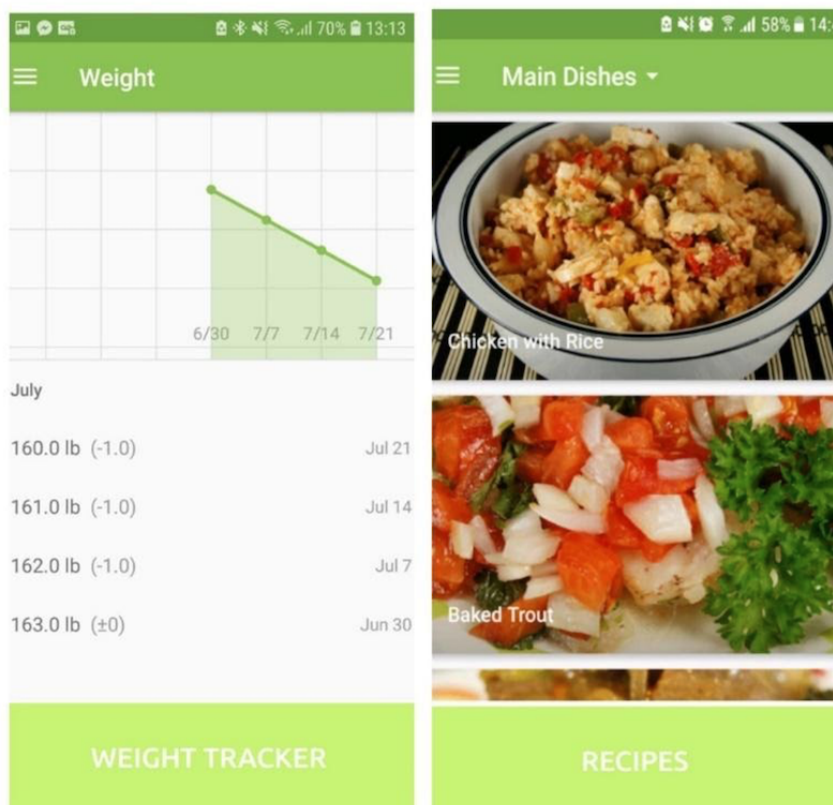 70% 13:13
Weight
6/30 7/7 7/14 7/21
July
160.0 lb (-1.0) Jul 21
161.0 lb (-1.0) Jul 14
162.0 lb (-1.0) Jul 7
163.0 lb (±0) Jun 30
WEIGHT TRACKER
58% 14:
Main Dishes
Chicken with Rice
Baked Trout
RECIPES